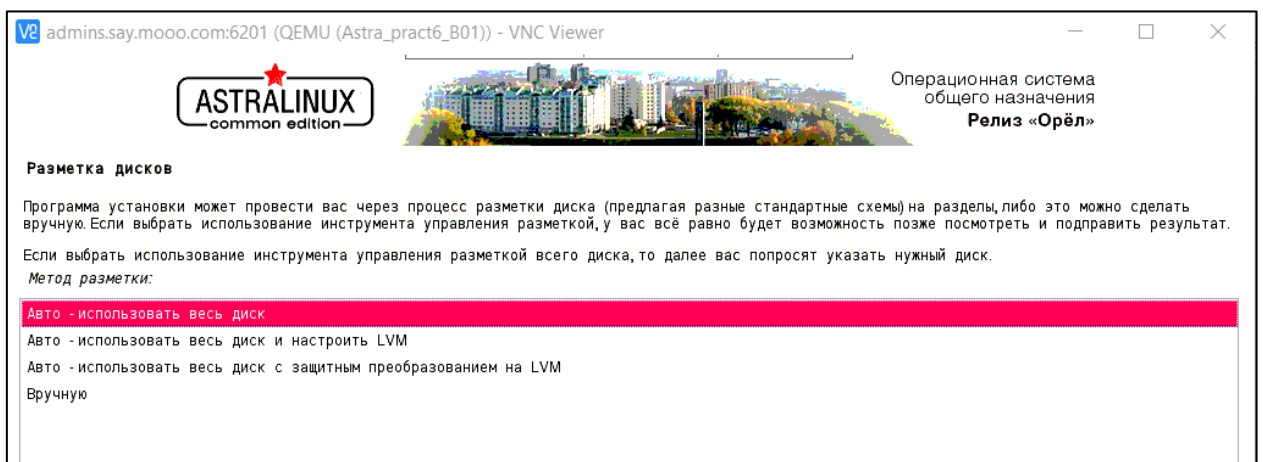 admins.say.mooo.com:6201 (QEMU (Astra_pract6_B01)) - VNC Viewer
ASTRALINUX
common edition
Операционная система
общего назначения
Релиз «Орёл»
Разметка дисков
Программа установки может провести вас через процесс разметки диска (предлагая разные стандартные схемы) на разделы, либо это можно сделать
вручную. Если выбрать использование инструмента управления разметкой, у вас всё равно будет возможность позже посмотреть и подправить результат.
Если выбрать использование инструмента управления разметкой всего диска, то далее вас попросят указать нужный диск.
Метод разметки:
Авто - использовать весь диск
Авто - использовать весь диск и настроить LVM
Авто - использовать весь диск с защитным преобразованием на LVM
Вручную